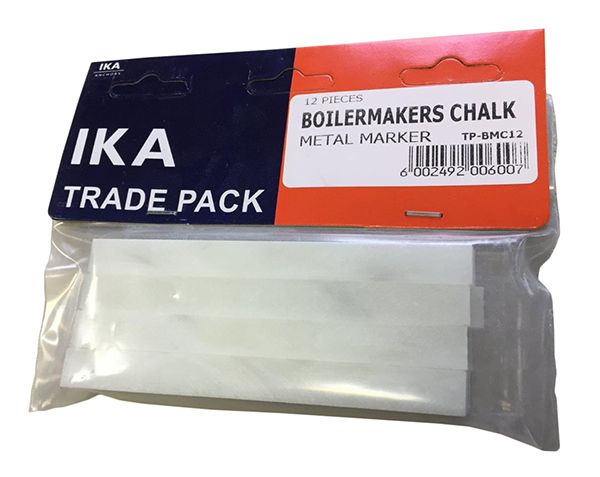 IKA
ANCHORS
IKA
TRADE PACK
12 PIECES
BOILERMAKERS CHALK
METAL MARKER TP-BMC12
6 002492 006007